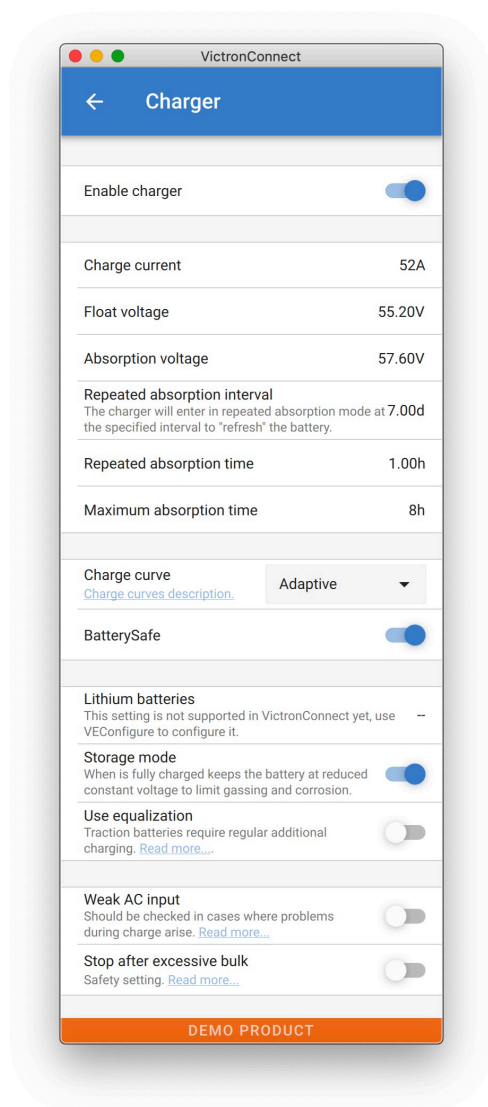 VictronConnect
Charger
Enable charger
Charge current 52A
Float voltage 55.20V
Absorption voltage 57.60V
Repeated absorption interval
The charger will enter in repeated absorption mode at 7.00d
the specified interval to "refresh" the battery.
Repeated absorption time 1.00h
Maximum absorption time 8h
Charge curve
Adaptive
Charge curves description.
BatterySafe
Lithium batteries
This setting is not supported in VictronConnect yet, use --
VEConfigure to configure it.
Storage mode
When is fully charged keeps the battery at reduced
constant voltage to limit gassing and corrosion.
Use equalization
Traction batteries require regular additional
charging. Read more....
Weak AC input
Should be checked in cases where problems
during charge arise. Read more...
Stop after excessive bulk
Safety setting. Read more...
DEMO PRODUCT